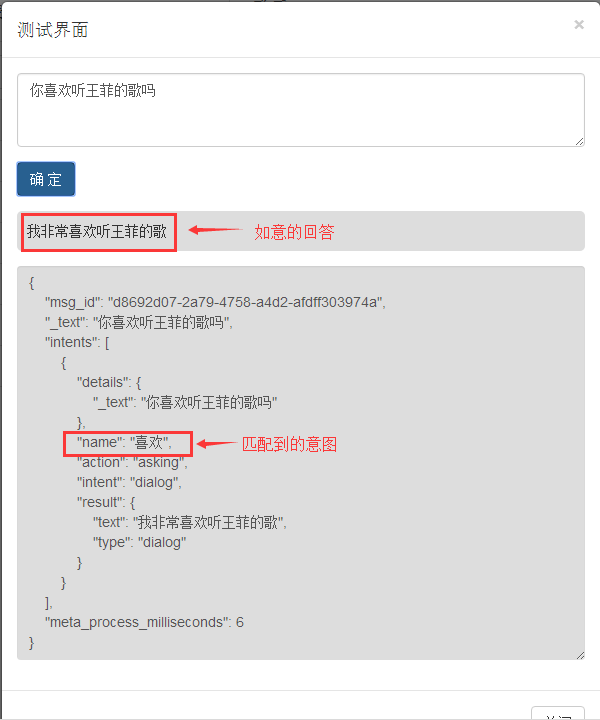 测试界面 ×
你喜欢听王菲的歌吗
确 定
我非常喜欢听王菲的歌 如意的回答
{
"msg_id": "d8692d07-2a79-4758-a4d2-afdff303974a",
"_text": "你喜欢听王菲的歌吗",
"intents": [
{
"details": {
"_text": "你喜欢听王菲的歌吗"
},
"name": "喜欢", 匹配到的意图
"action": "asking",
"intent": "dialog",
"result": {
"text": "我非常喜欢听王菲的歌",
"type": "dialog"
}
}
],
"meta_process_milliseconds": 6
}